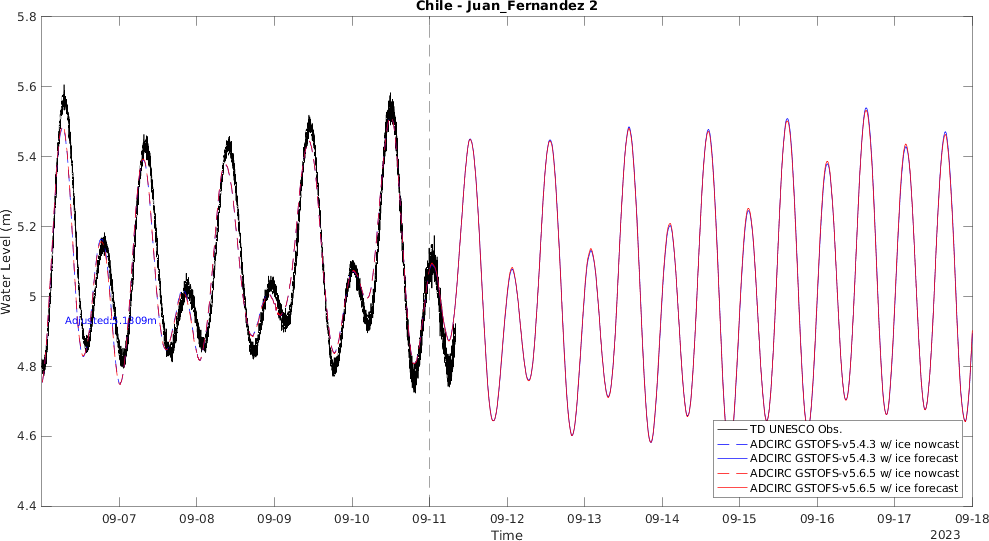 Chile - Juan_Fernandez 2
5.8
5.6
5.4
5.2
5
4.8
4.6
4.4
Water Level (m)
TD UNESCO Obs.
ADCIRC GSTOFS-v5.4.3 w/ ice nowcast
ADCIRC GSTOFS-v5.4.3 w/ ice forecast
ADCIRC GSTOFS-v5.6.5 w/ ice nowcast
ADCIRC GSTOFS-v5.6.5 w/ ice forecast
09-07 09-08 09-09 09-10 09-11 09-12 09-13 09-14 09-15 09-16 09-17 09-18
Time
2023